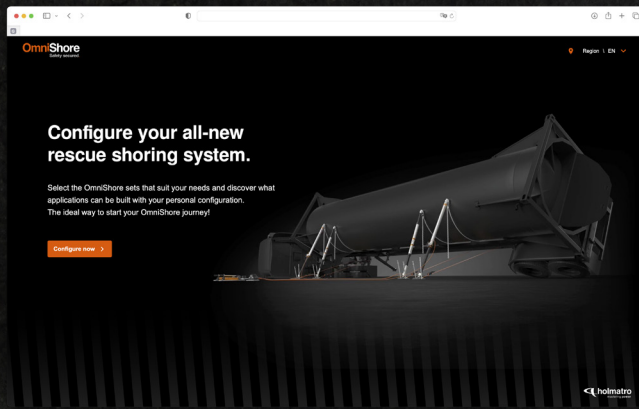 OmniShore
Safety secured.
Region \ EN
Configure your all-new
rescue shoring system.
Select the OmniShore sets that suit your needs and discover what
applications can be built with your personal configuration.
The ideal way to start your OmniShore journey!
Configure now
holmatro